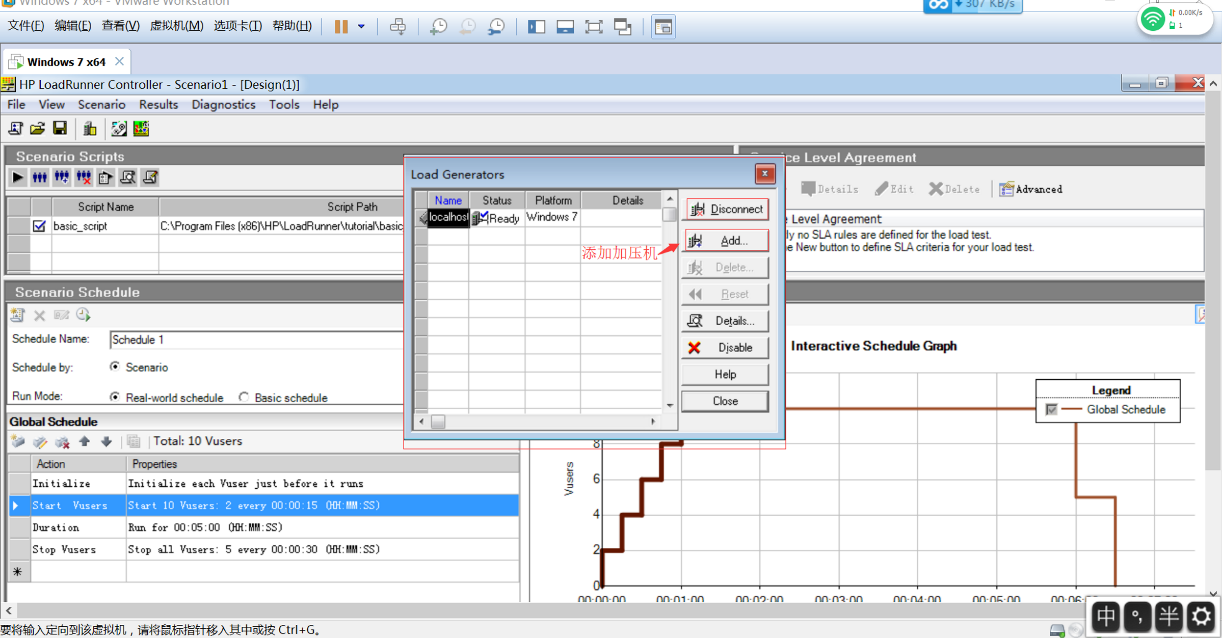 Windows 7 x64 - VMware Workstation
307 KB/s
0.00K/s
1
文件(F) 编辑(E) 查看(V) 虚拟机(M) 选项卡(T) 帮助(H)
Windows 7 x64
HP LoadRunner Controller - Scenario1 - [Design(1)]
File View Scenario Results Diagnostics Tools Help
Scenario Scripts
Script Name Script Path
basic_script C:\Program Files (x86)\HP\LoadRunner\tutorial\basic
Load Generators
Name Status Platform Details
localhost Ready Windows 7
添加加压机
Disconnect
Add...
Delete...
Reset
Details...
Disable
Help
Close
ce Level Agreement
Details Edit Delete Advanced
Level Agreement
ly no SLA rules are defined for the load test.
e New button to define SLA criteria for your load test.
Scenario Schedule
Schedule Name: Schedule 1
Schedule by: Scenario
Run Mode: Real-world schedule Basic schedule
Global Schedule
Total: 10 Vusers
Action Properties
Initialize Initialize each Vuser just before it runs
Start Vusers Start 10 Vusers: 2 every 00:00:15 (HH:MM:SS)
Duration Run for 00:05:00 (HH:MM:SS)
Stop Vusers Stop all Vusers: 5 every 00:00:30 (HH:MM:SS)
*
Interactive Schedule Graph
Legend
Global Schedule
Vusers
8
6
4
2
0
00:00:00 00:01:00 00:02:00 00:03:00 00:04:00 00:05:00
要将输入定向到该虚拟机，请将鼠标指针移入其中或按 Ctrl+G。
中 °, 半